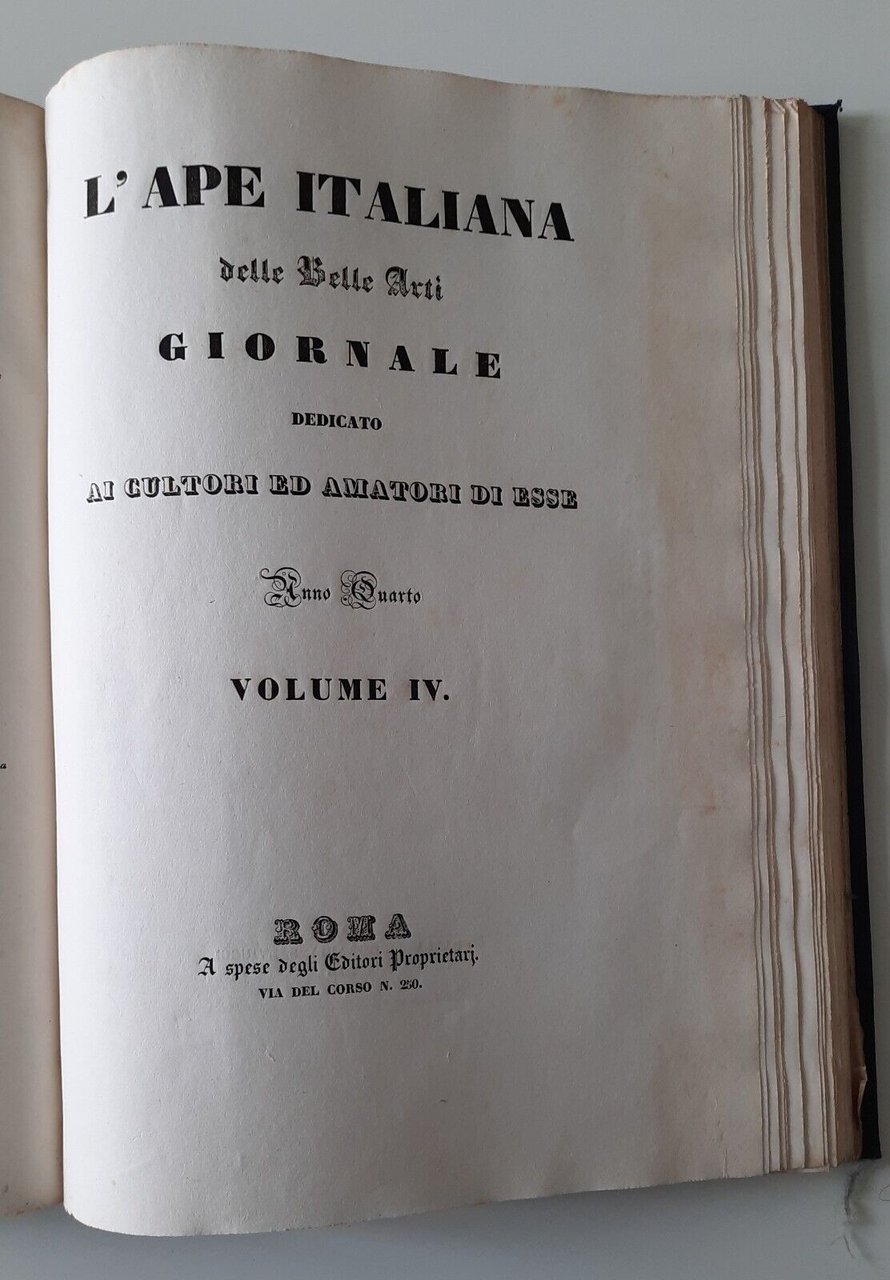 L'APE ITALIANA
delle Belle Arti
GIORNALE
DEDICATO
AI CULTORI ED AMATORI DI ESSE
Anno Quarto
VOLUME IV.
ROMA
A spese degli Editori Proprietarj.
VIA DEL CORSO N. 250.